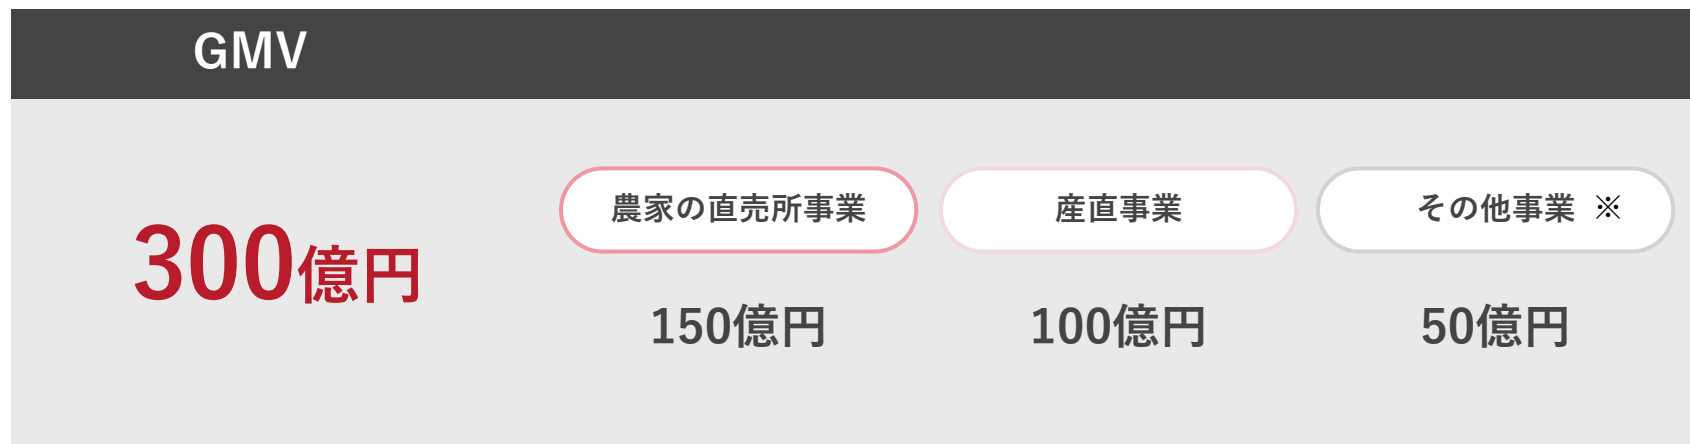 GMV
300億円
農家の直売所事業
150億円
産直事業
100億円
その他事業 ※
50億円